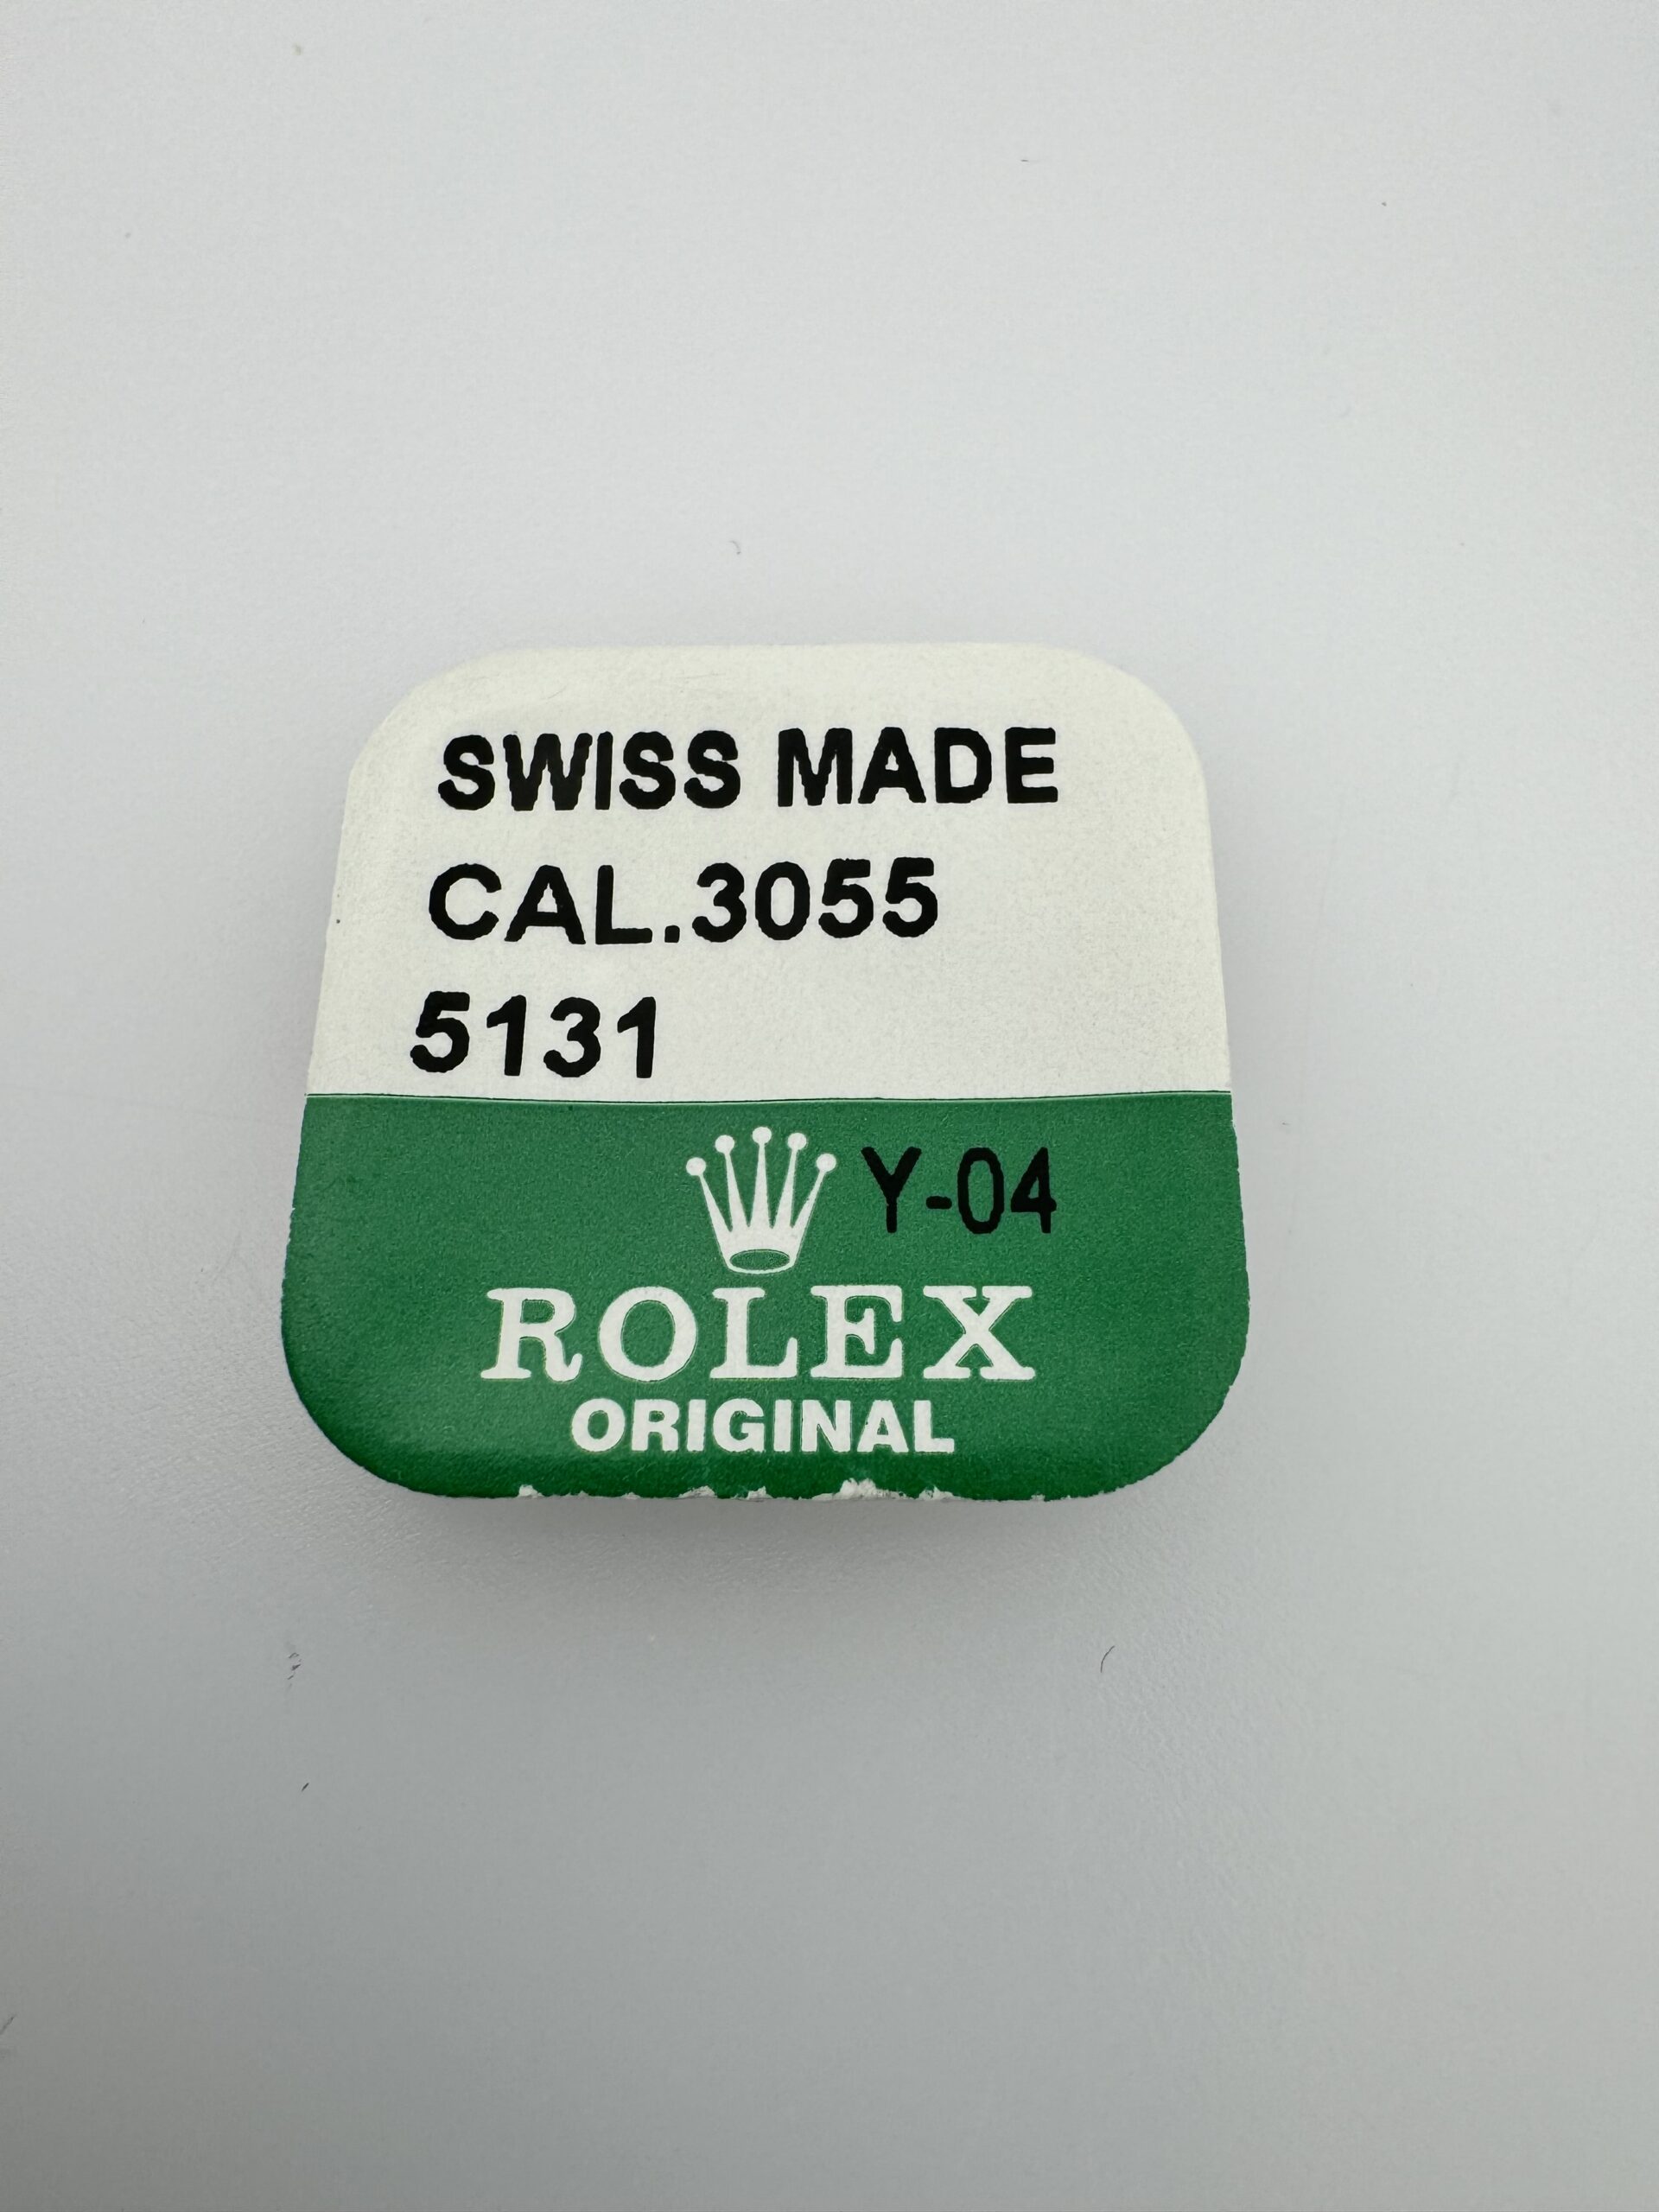 SWISS MADE
CAL.3055
5131
Y-04
ROLEX
ORIGINAL